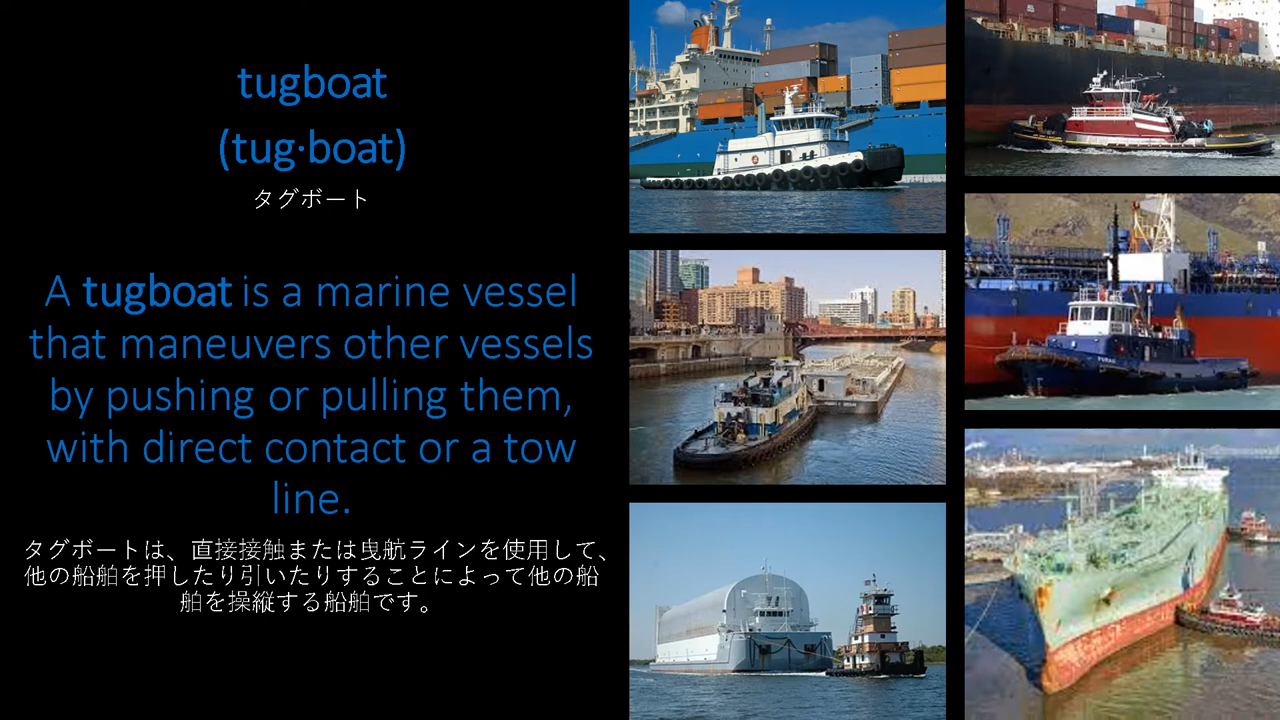 tugboat
(tug·boat)
タグボート
A tugboat is a marine vessel
that maneuvers other vessels
by pushing or pulling them,
with direct contact or a tow
line.
タグボートは、直接接触または曳航ラインを使用して、
他の船舶を押したり引いたりすることによって他の船
舶を操縦する船舶です。